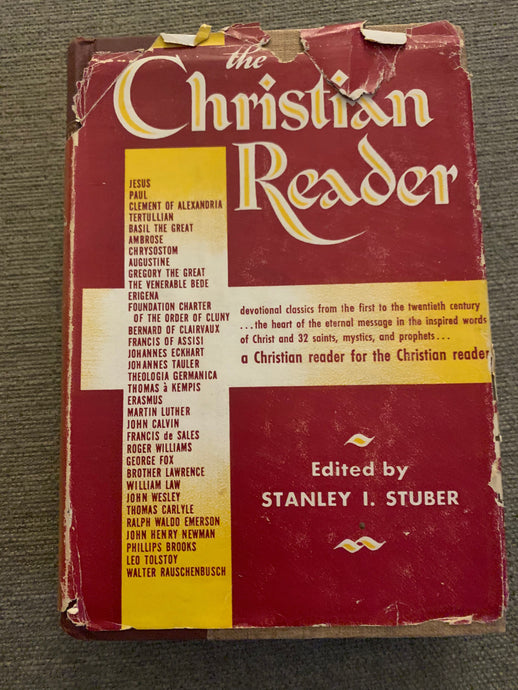 the
Christian
Reader
JESUS
PAUL
CLEMENT OF ALEXANDRIA
TERTULLIAN
BASIL THE GREAT
AMBROSE
CHRYSOSTOM
AUGUSTINE
GREGORY THE GREAT
THE VENERABLE BEDE
ERIGENA
FOUNDATION CHARTER
OF THE ORDER OF CLUNY
BERNARD OF CLAIRVAUX
FRANCIS OF ASSISI
JOHANNES ECKHART
JOHANNES TAULER
THEOLOGIA GERMANICA
THOMAS à KEMPIS
ERASMUS
MARTIN LUTHER
JOHN CALVIN
FRANCIS de SALES
ROGER WILLIAMS
GEORGE FOX
BROTHER LAWRENCE
WILLIAM LAW
JOHN WESLEY
THOMAS CARLYLE
RALPH WALDO EMERSON
JOHN HENRY NEWMAN
PHILLIPS BROOKS
LEO TOLSTOY
WALTER RAUSCHENBUSCH
devotional classics from the first to the twentieth century
...the heart of the eternal message in the inspired words
of Christ and 32 saints, mystics, and prophets...
a Christian reader for the Christian reader
Edited by
STANLEY I. STUBER